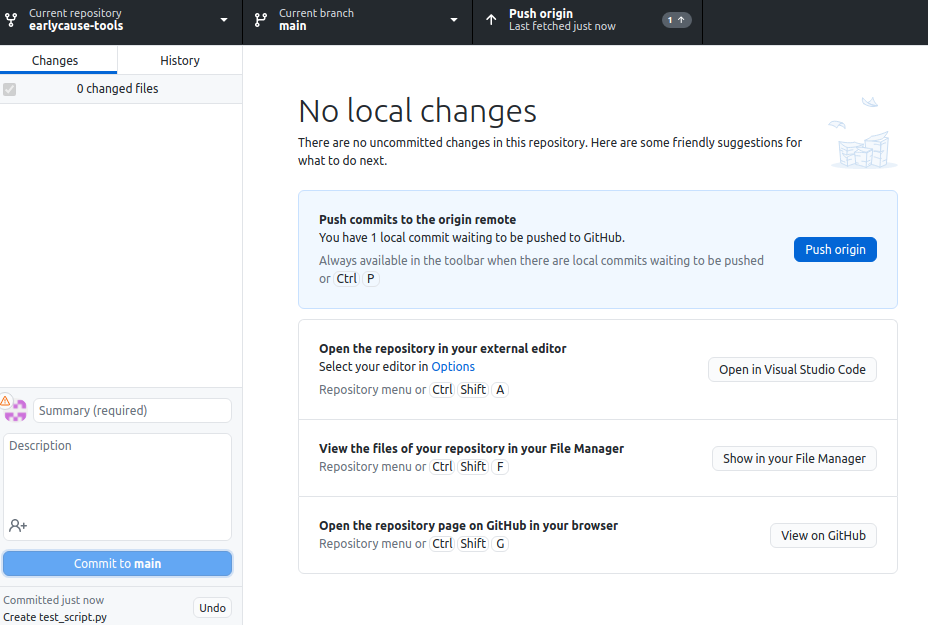 Current repository
earlycause-tools
Current branch
main
Push origin
Last fetched just now
1
Changes
History
0 changed files
No local changes
There are no uncommitted changes in this repository. Here are some friendly suggestions for
what to do next.
Push commits to the origin remote
You have 1 local commit waiting to be pushed to GitHub.
Always available in the toolbar when there are local commits waiting to be pushed
or Ctrl P
Push origin
Open the repository in your external editor
Select your editor in Options
Repository menu or Ctrl Shift A
Open in Visual Studio Code
View the files of your repository in your File Manager
Repository menu or Ctrl Shift F
Show in your File Manager
Open the repository page on GitHub in your browser
Repository menu or Ctrl Shift G
View on GitHub
Summary (required)
Description
Commit to main
Committed just now
Create test_script.py
Undo